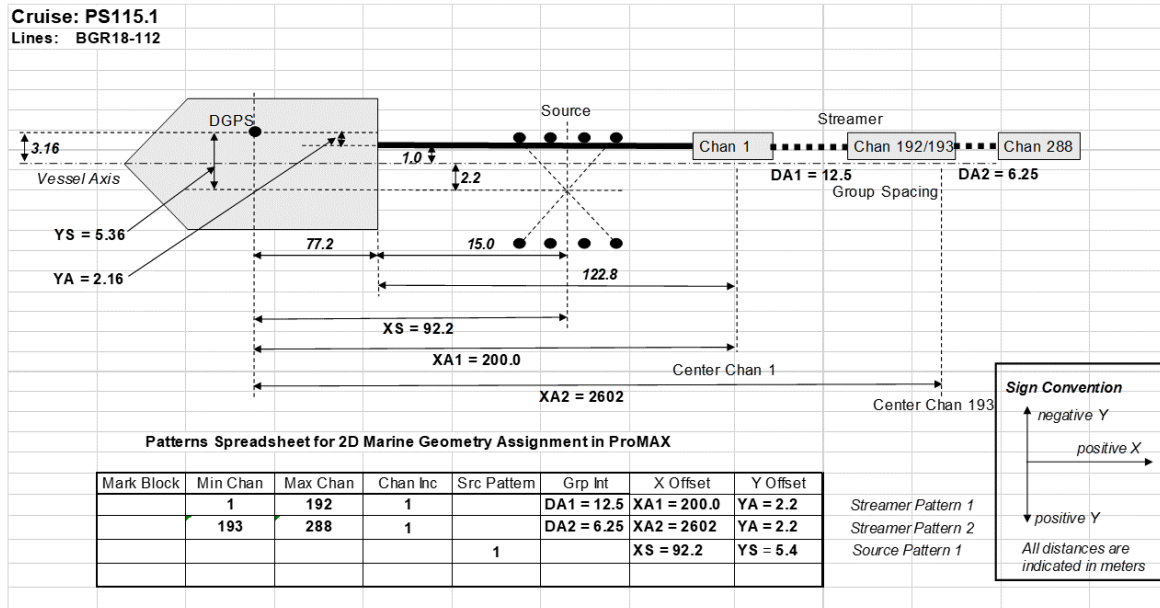 Cruise: PS115.1
Lines: BGR18-112
Source
DGPS
Streamer
3.16
Chan 1
Chan 192/193
Chan 288
1.0
Vessel Axis
2.2
DA1 = 12.5
DA2 = 6.25
Group Spacing
YS = 5.36
77.2
15.0
YA = 2.16
122.8
XS = 92.2
XA1 = 200.0
Center Chan 1
XA2 = 2602
Center Chan 193
Sign Convention
negative Y
positive X
positive Y
All distances are
indicated in meters
Patterns Spreadsheet for 2D Marine Geometry Assignment in ProMAX
Mark Block Min Chan Max Chan Chan Inc Src Pattern Grp Int X Offset Y Offset
1 192 1 DA1 = 12.5 XA1 = 200.0 YA = 2.2 Streamer Pattern 1
193 288 1 DA2 = 6.25 XA2 = 2602 YA = 2.2 Streamer Pattern 2
1 XS = 92.2 YS = 5.4 Source Pattern 1